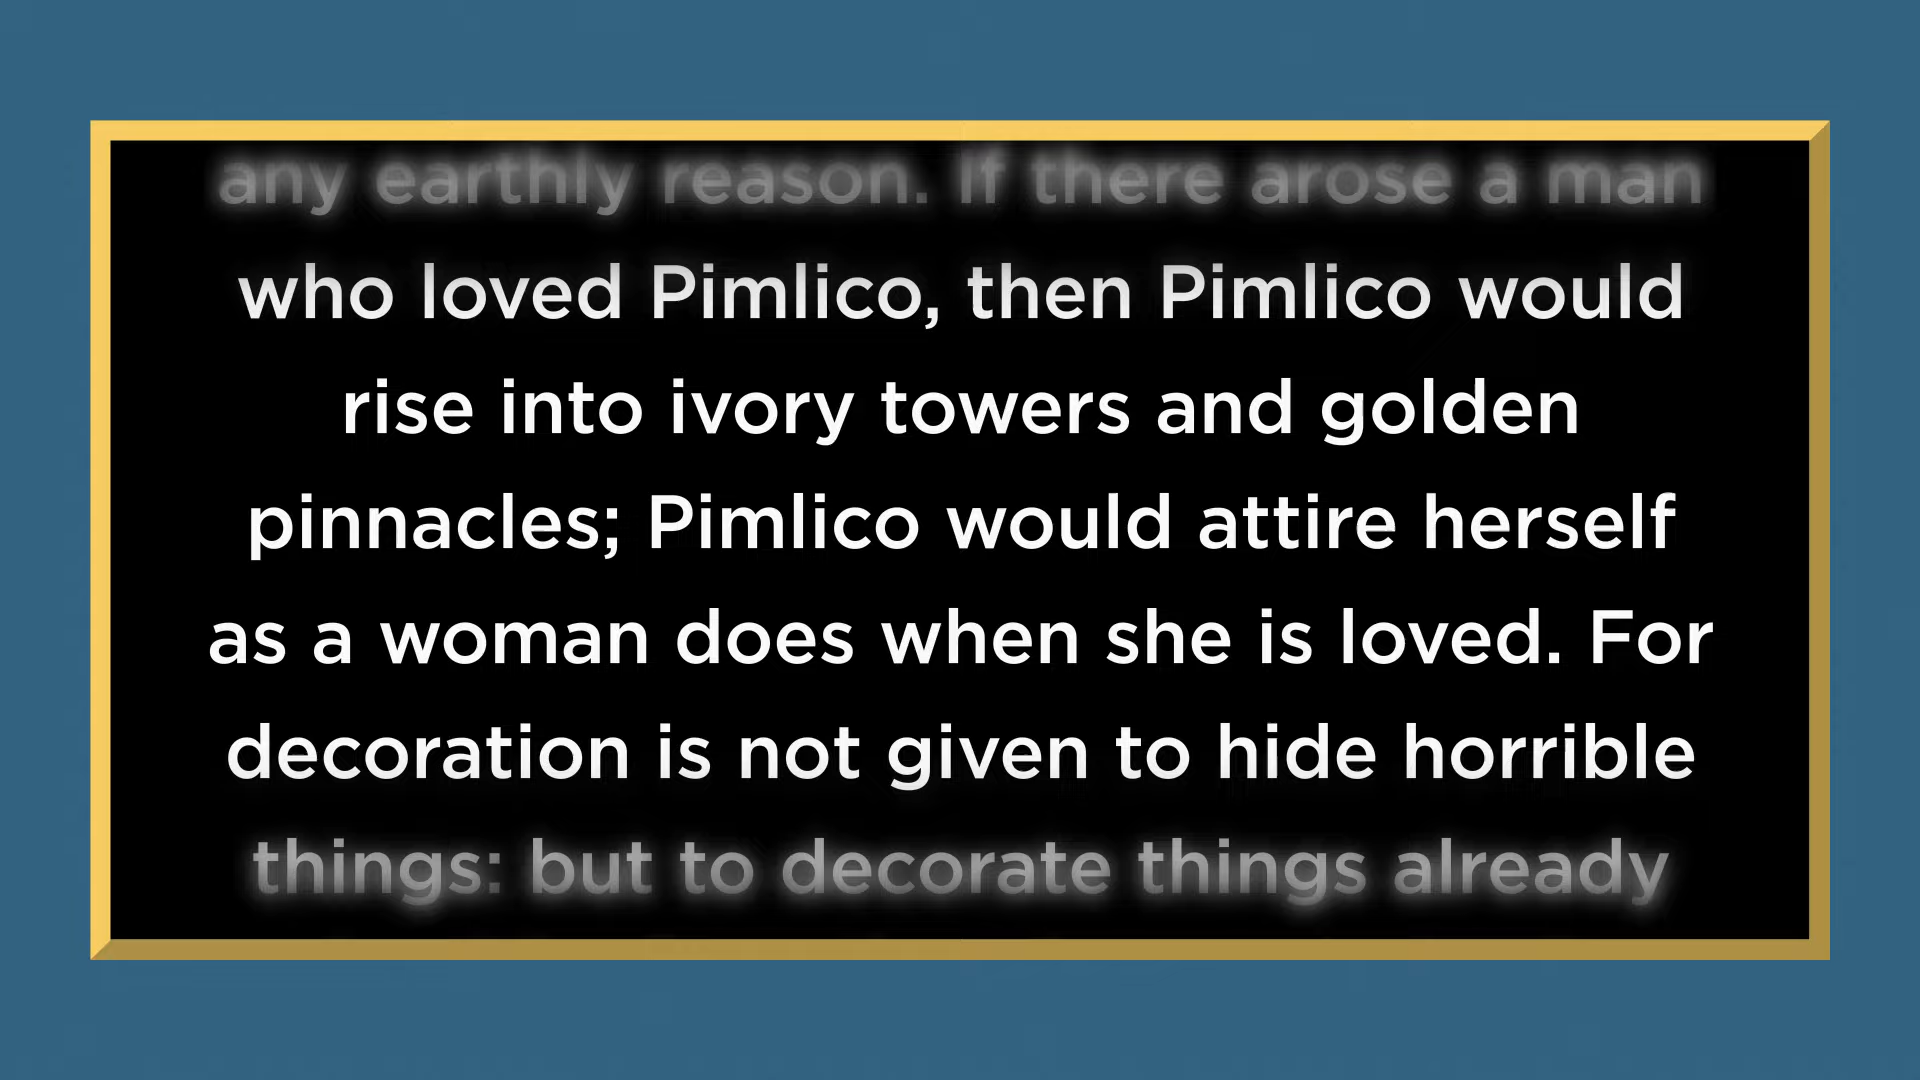 any earthly reason. If there arose a man
who loved Pimlico, then Pimlico would
rise into ivory towers and golden
pinnacles; Pimlico would attire herself
as a woman does when she is loved. For
decoration is not given to hide horrible
things: but to decorate things already